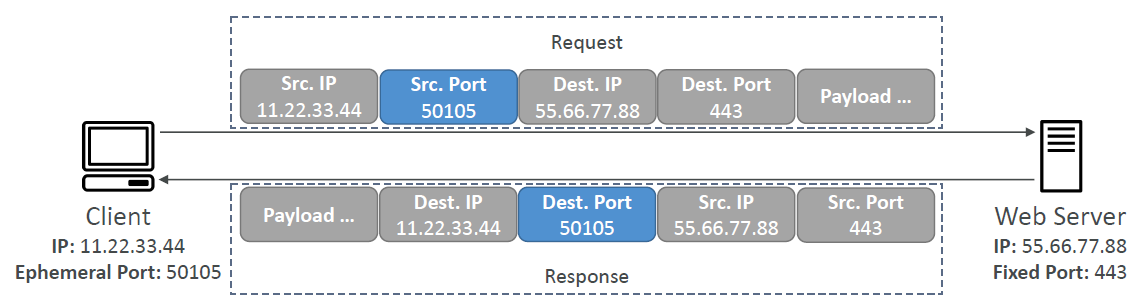 Request
Src. IP
11.22.33.44
Src. Port
50105
Dest. IP
55.66.77.88
Dest. Port
443
Payload ...
Payload ...
Dest. IP
11.22.33.44
Dest. Port
50105
Src. IP
55.66.77.88
Src. Port
443
Response
Client
IP: 11.22.33.44
Ephemeral Port: 50105
Web Server
IP: 55.66.77.88
Fixed Port: 443